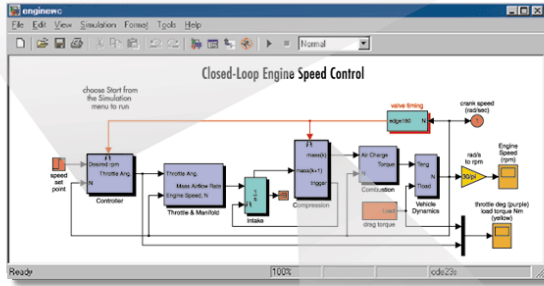 enginewc
File Edit View Simulation Format Tools Help
Normal
Closed-Loop Engine Speed Control
choose Start from
the Simulation
menu to run
valve timing
edge180 N
crank speed
(rad/sec)
1
speed
set
point
Desired rpm
Throttle Ang.
N
Controller
Throttle Ang.
Mass Airflow Rate
Engine Speed, N
Throttle & Manifold
Intake
mass(k)
mass(k+1)
trigger
Compression
Air Charge
Torque
N
Combustion
Load
drag torque
Teng
N
Tload
Vehicle
Dynamics
rad/s
to rpm
30/pi
Engine
Speed
(rpm)
throttle deg (purple)
load torque Nm
(yellow)
Ready
100%
ode23s